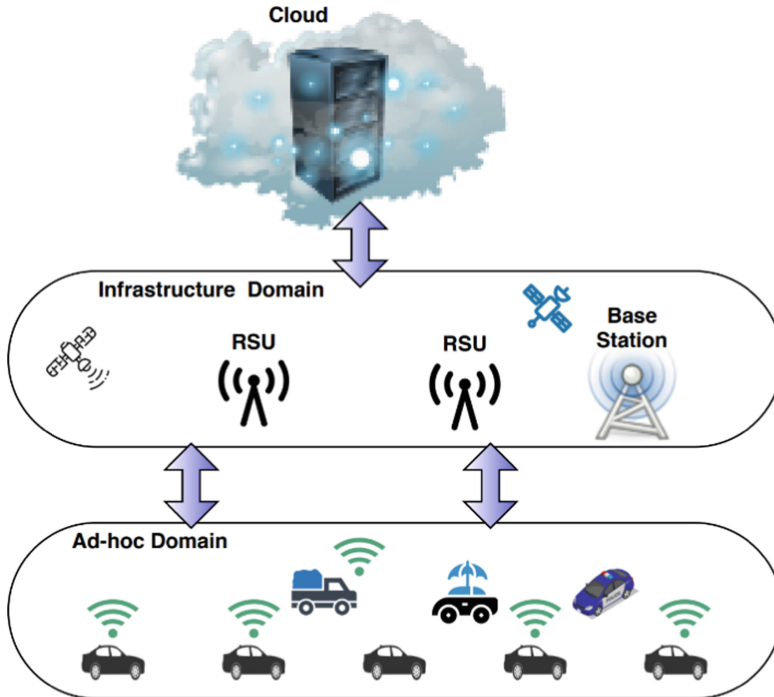 Cloud
Infrastructure Domain
RSU
RSU
Base
Station
Ad-hoc Domain